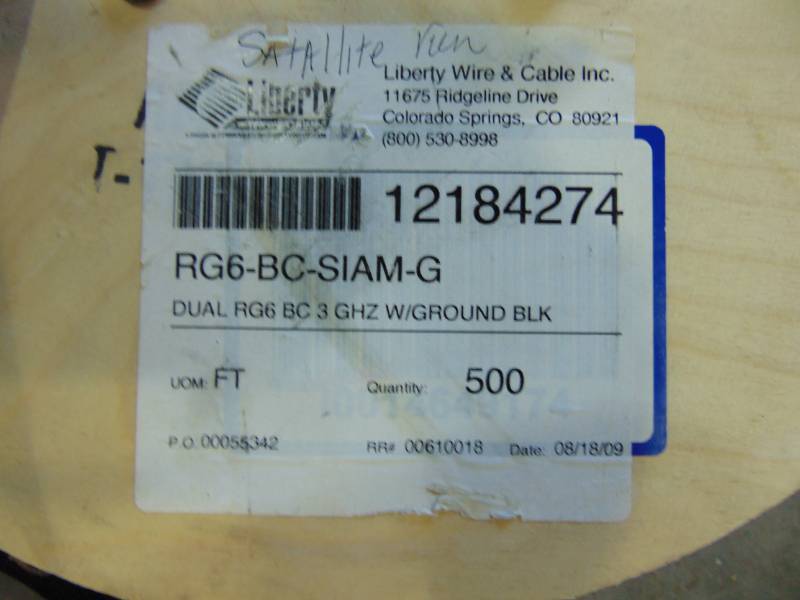 Satallite
Liberty
Liberty Wire & Cable Inc.
11675 Ridgeline Drive
Colorado Springs, CO 80921
(800) 530-8998
T-
12184274
RG6-BC-SIAM-G
DUAL RG6 BC 3 GHZ W/GROUND BLK
UOM: FT Quantity: 500
P.O. 00055342 RR# 00610018 Date: 08/18/09